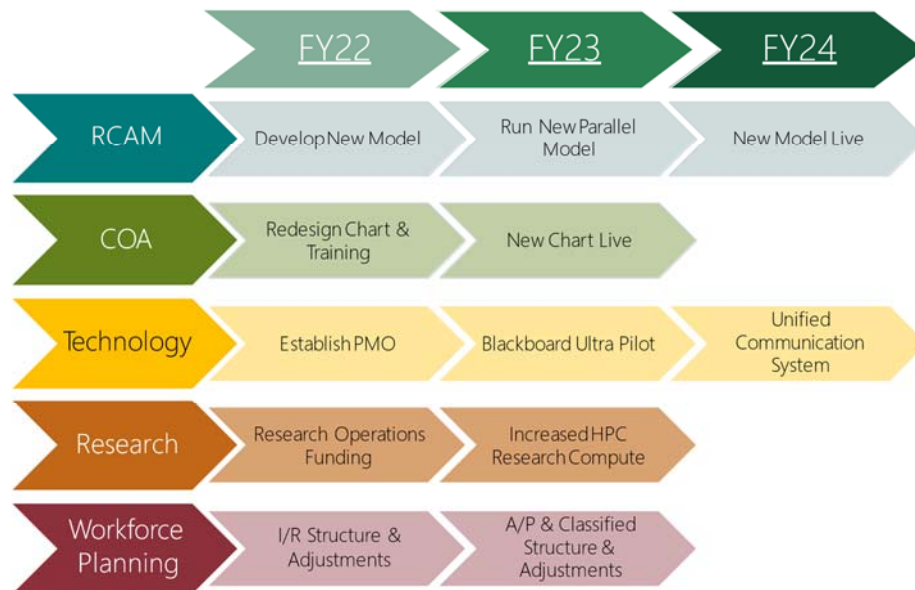 FY22
FY23
FY24
RCAM
Develop New Model
Run New Parallel
Model
New Model Live
COA
Redesign Chart &
Training
New Chart Live
Technology
Establish PMO
Blackboard Ultra Pilot
Unified
Communication
System
Research
Research Operations
Funding
Increased HPC
Research Compute
Workforce
Planning
I/R Structure &
Adjustments
A/P & Classified
Structure &
Adjustments